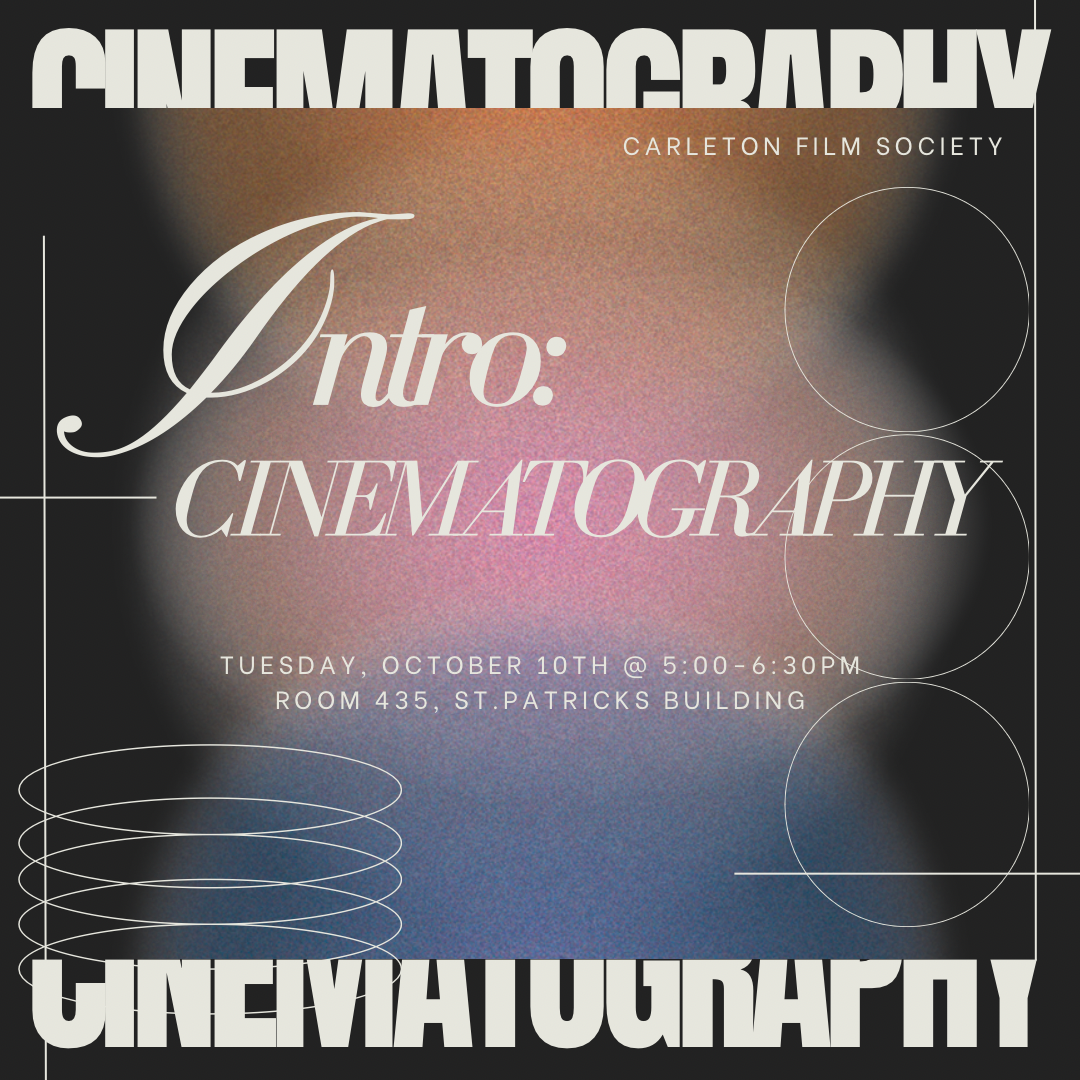 CINEMATOGRAPHY
CARLETON FILM SOCIETY
Intro:
CINEMATOGRAPHY
TUESDAY, OCTOBER 10TH @ 5:00-6:30PM
ROOM 435, ST.PATRICKS BUILDING
CINEMATOGRAPHY